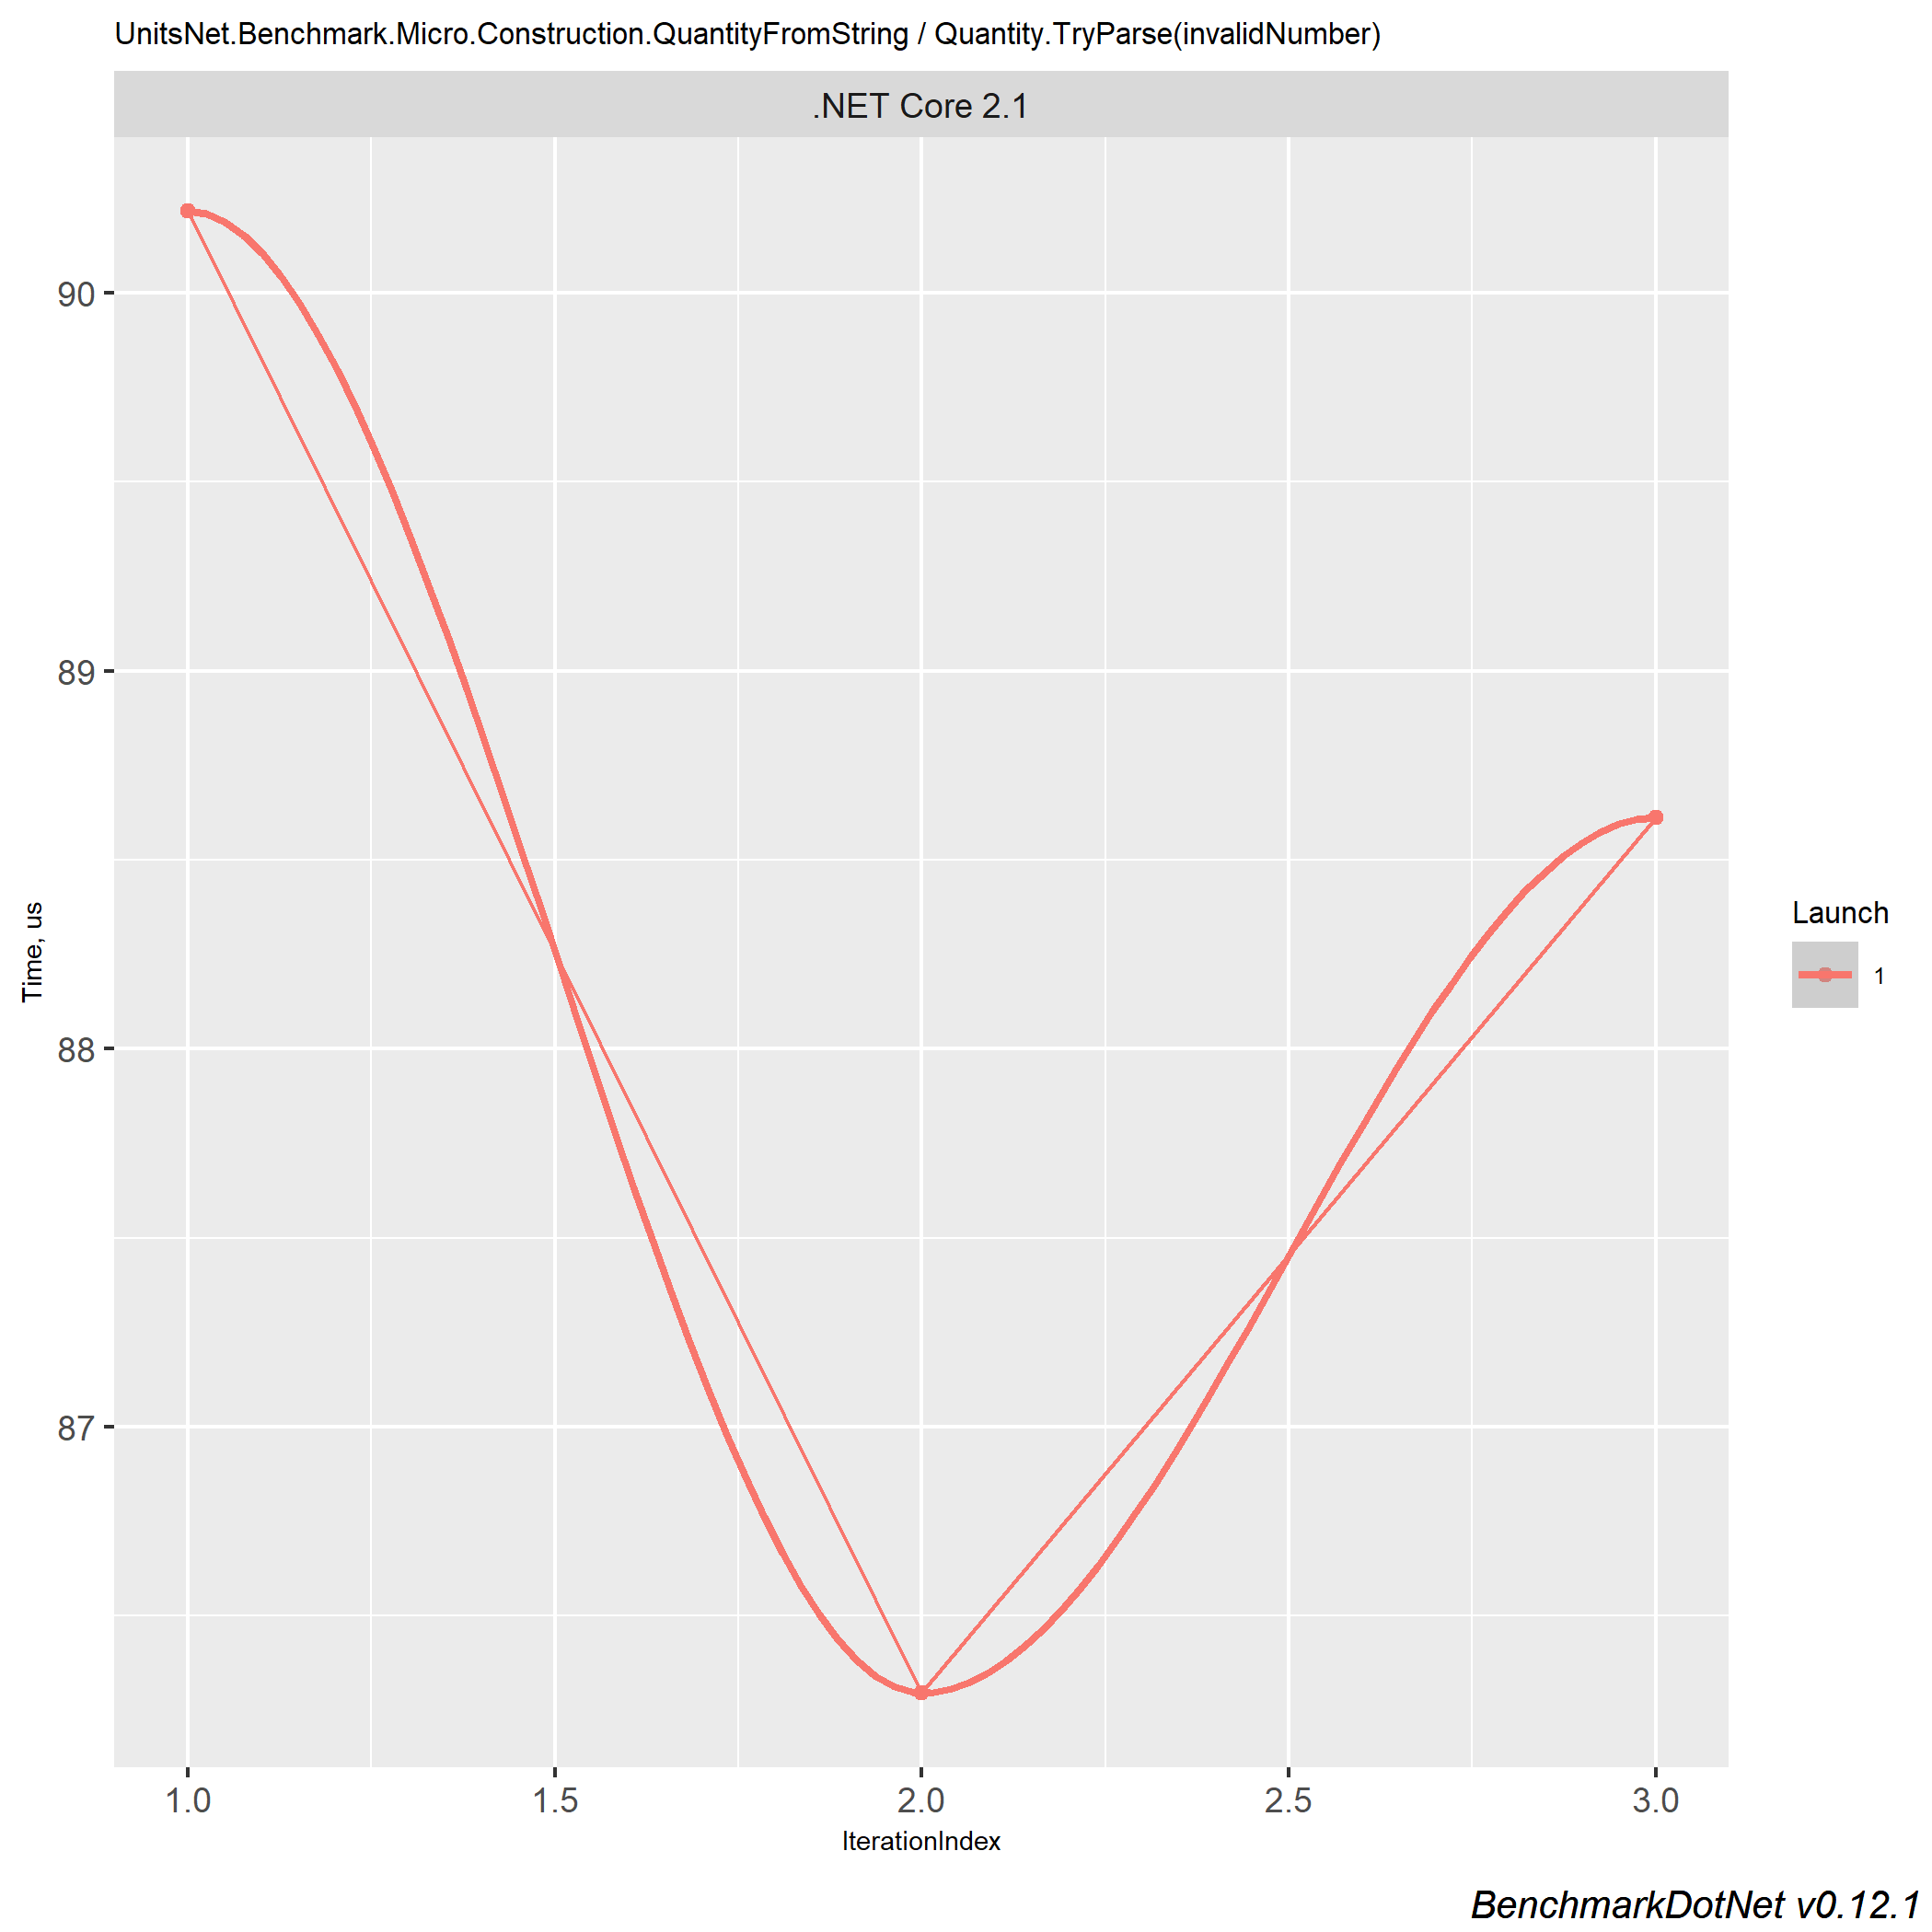 UnitsNet.Benchmark.Micro.Construction.QuantityFromString / Quantity.TryParse(invalidNumber)
.NET Core 2.1
90
89
88
87
Time, us
1.0 1.5 2.0 2.5 3.0
IterationIndex
Launch
1
BenchmarkDotNet v0.12.1